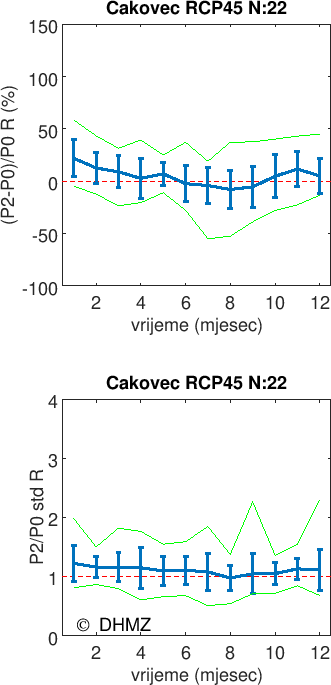 Cakovec RCP45 N:22
150
100
50
0
-50
-100
(P2-P0)/P0 R (%)
2 4 6 8 10 12
vrijeme (mjesec)
Cakovec RCP45 N:22
4
3
2
1
0
P2/P0 std R
© DHMZ
2 4 6 8 10 12
vrijeme (mjesec)